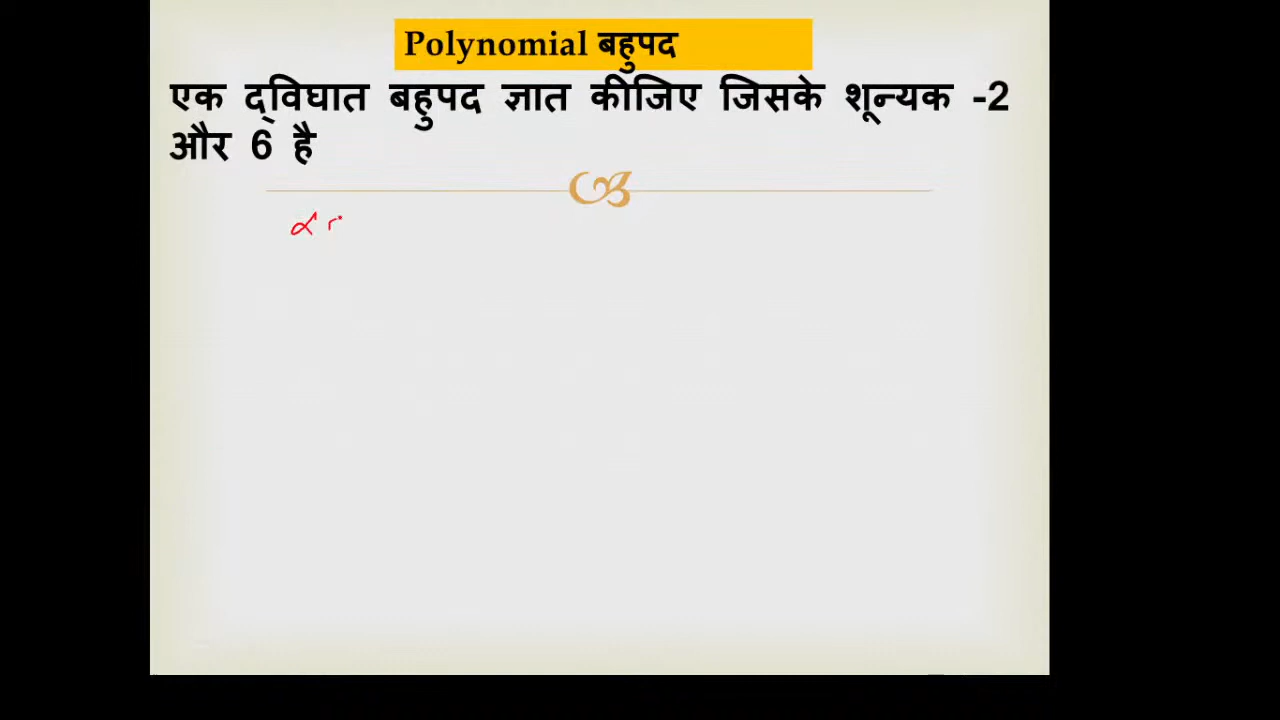 Polynomial बहुपद
एक द्विघात बहुपद ज्ञात कीजिए जिसके शून्यक -2
और 6 है
α